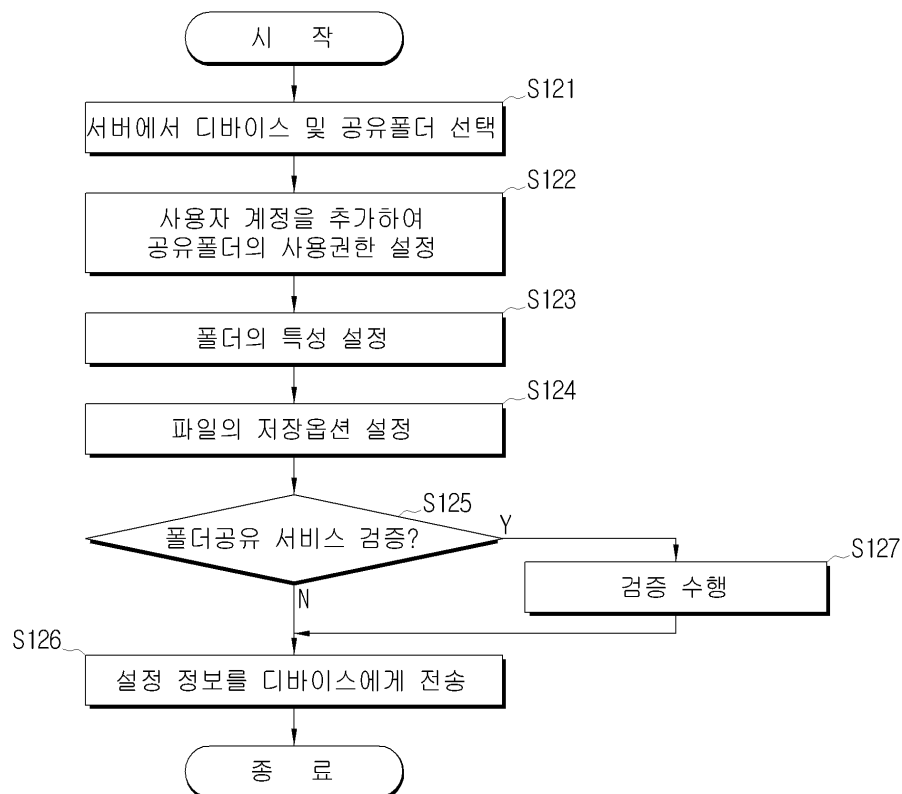 시 작
S121
서버에서 디바이스 및 공유폴더 선택
S122
사용자 계정을 추가하여
공유폴더의 사용권한 설정
S123
폴더의 특성 설정
S124
파일의 저장옵션 설정
S125
폴더공유 서비스 검증?
Y
S127
검증 수행
N
S126
설정 정보를 디바이스에게 전송
종 료